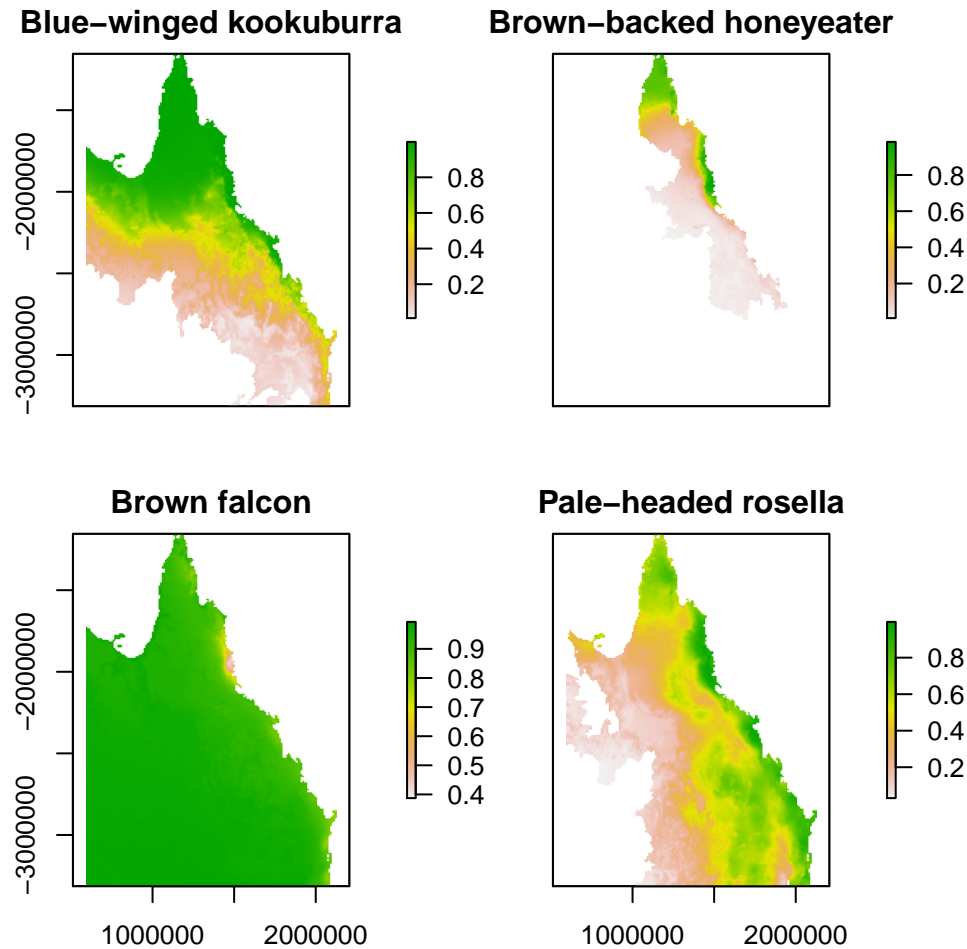 Blue−winged kookuburra
Brown−backed honeyeater
−3000000 −2000000
0.2 0.4 0.6 0.8
0.2 0.4 0.6 0.8
Brown falcon
Pale−headed rosella
−3000000 −2000000
0.4 0.5 0.6 0.7 0.8 0.9
0.2 0.4 0.6 0.8
1000000 2000000
1000000 2000000